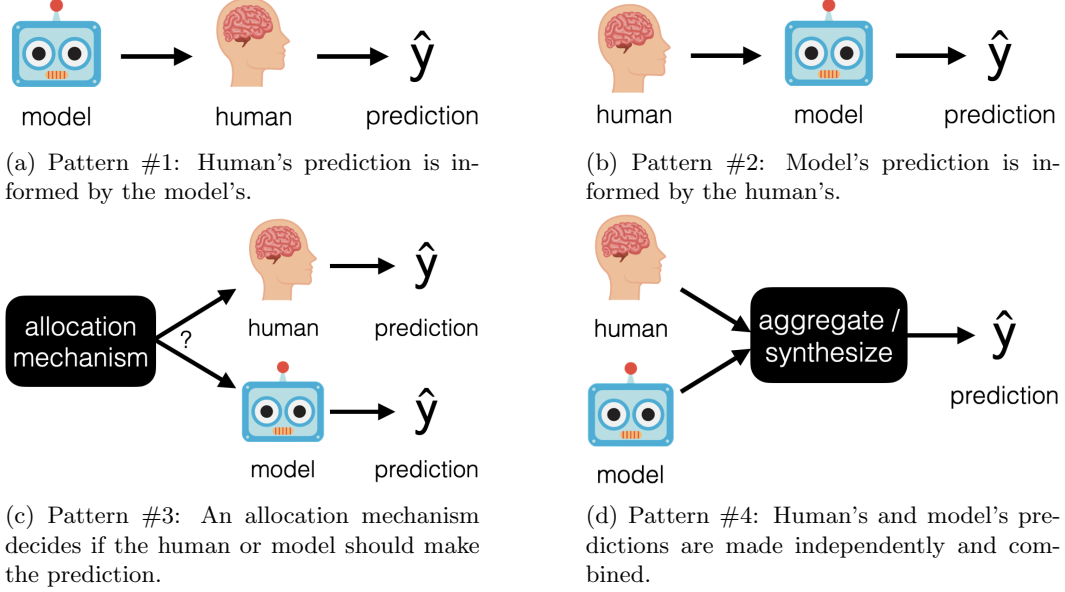 model
human
prediction
ŷ
(a) Pattern #1: Human's prediction is in-
formed by the model's.
human
model
prediction
ŷ
(b) Pattern #2: Model's prediction is in-
formed by the human's.
allocation
mechanism
?
human
ŷ
prediction
model
ŷ
prediction
(c) Pattern #3: An allocation mechanism
decides if the human or model should make
the prediction.
human
model
aggregate /
synthesize
ŷ
prediction
(d) Pattern #4: Human's and model's pre-
dictions are made independently and com-
bined.